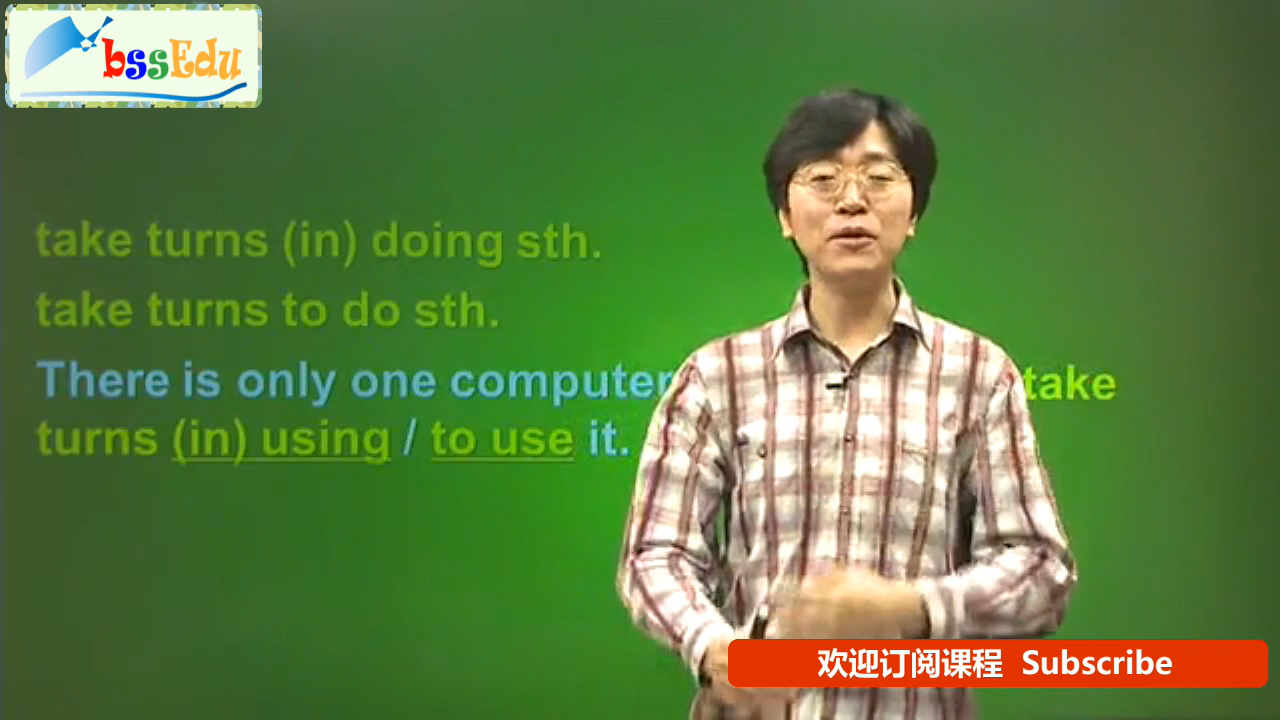 bssEdu
take turns (in) doing sth.
take turns to do sth.
There is only one computer take
turns (in) using / to use it.
欢迎订阅课程 Subscribe